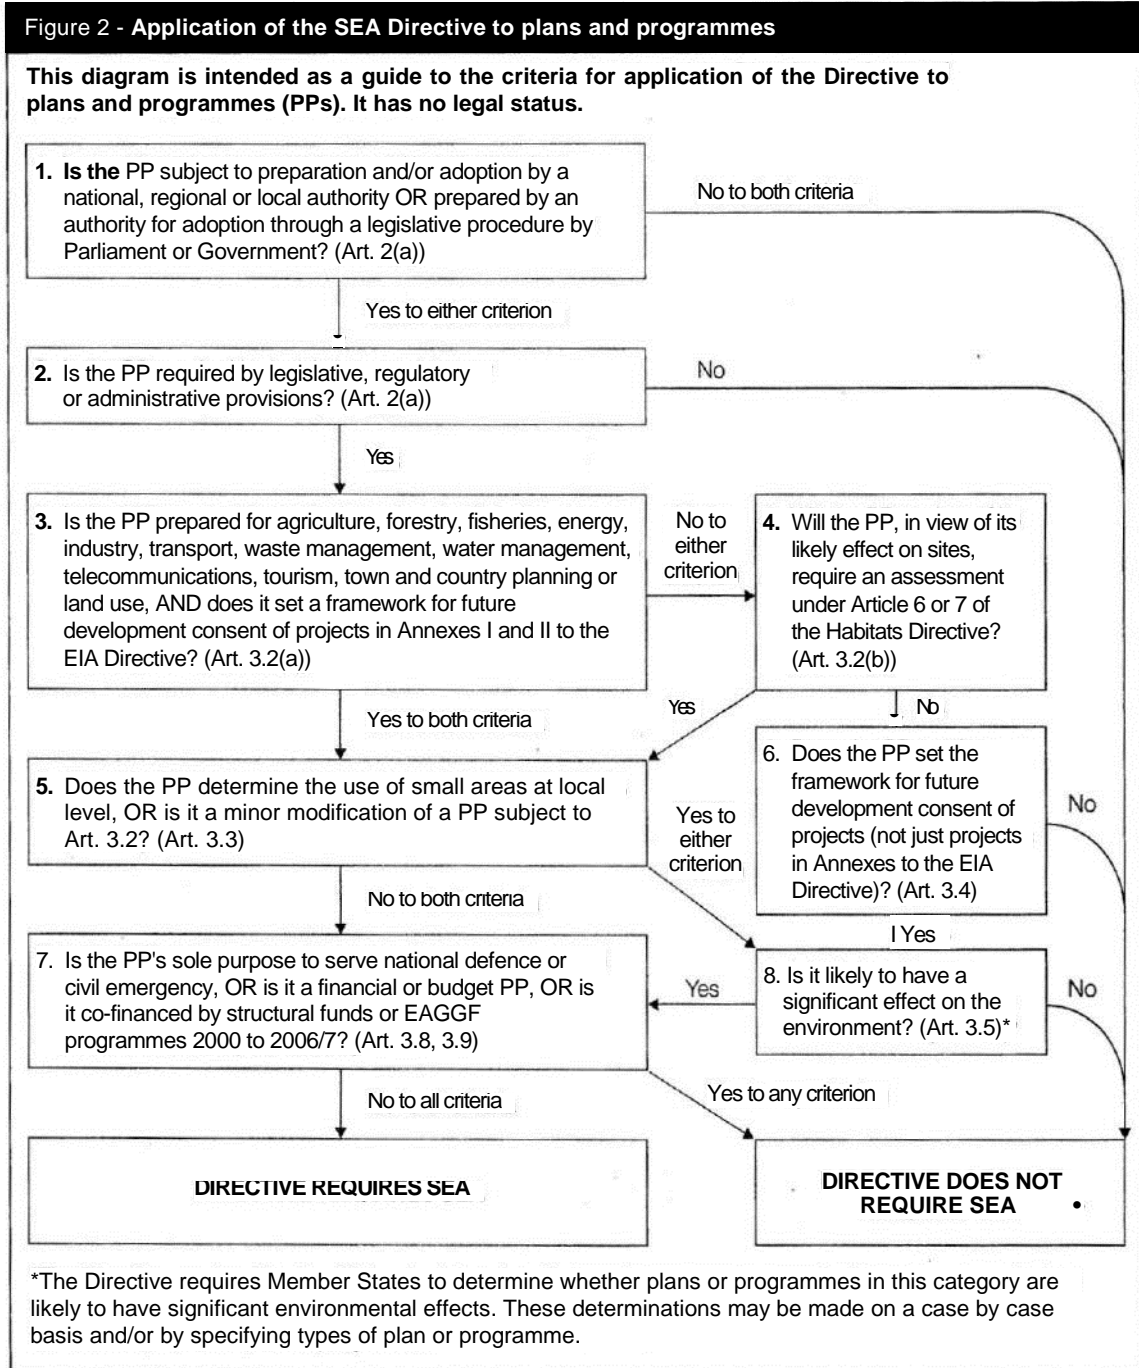 Figure 2 - Application of the SEA Directive to plans and programmes
This diagram is intended as a guide to the criteria for application of the Directive to
plans and programmes (PPs). It has no legal status.
1. Is the PP subject to preparation and/or adoption by a
national, regional or local authority OR prepared by an
authority for adoption through a legislative procedure by
Parliament or Government? (Art. 2(a))
No to both criteria
Yes to either criterion
2. Is the PP required by legislative, regulatory
or administrative provisions? (Art. 2(a))
No
Yes
3. Is the PP prepared for agriculture, forestry, fisheries, energy,
industry, transport, waste management, water management,
telecommunications, tourism, town and country planning or
land use, AND does it set a framework for future
development consent of projects in Annexes I and II to the
EIA Directive? (Art. 3.2(a))
No to
either
criterion
4. Will the PP, in view of its
likely effect on sites,
require an assessment
under Article 6 or 7 of
the Habitats Directive?
(Art. 3.2(b))
Yes to both criteria
Yes
No
5. Does the PP determine the use of small areas at local
level, OR is it a minor modification of a PP subject to
Art. 3.2? (Art. 3.3)
Yes to
either
criterion
6. Does the PP set the
framework for future
development consent of
projects (not just projects
in Annexes to the EIA
Directive)? (Art. 3.4)
No
No to both criteria
Yes
7. Is the PP's sole purpose to serve national defence or
civil emergency, OR is it a financial or budget PP, OR is
it co-financed by structural funds or EAGGF
programmes 2000 to 2006/7? (Art. 3.8, 3.9)
Yes
8. Is it likely to have a
significant effect on the
environment? (Art. 3.5)*
No
No to all criteria
Yes to any criterion
DIRECTIVE REQUIRES SEA
DIRECTIVE DOES NOT
REQUIRE SEA
*The Directive requires Member States to determine whether plans or programmes in this category are
likely to have significant environmental effects. These determinations may be made on a case by case
basis and/or by specifying types of plan or programme.